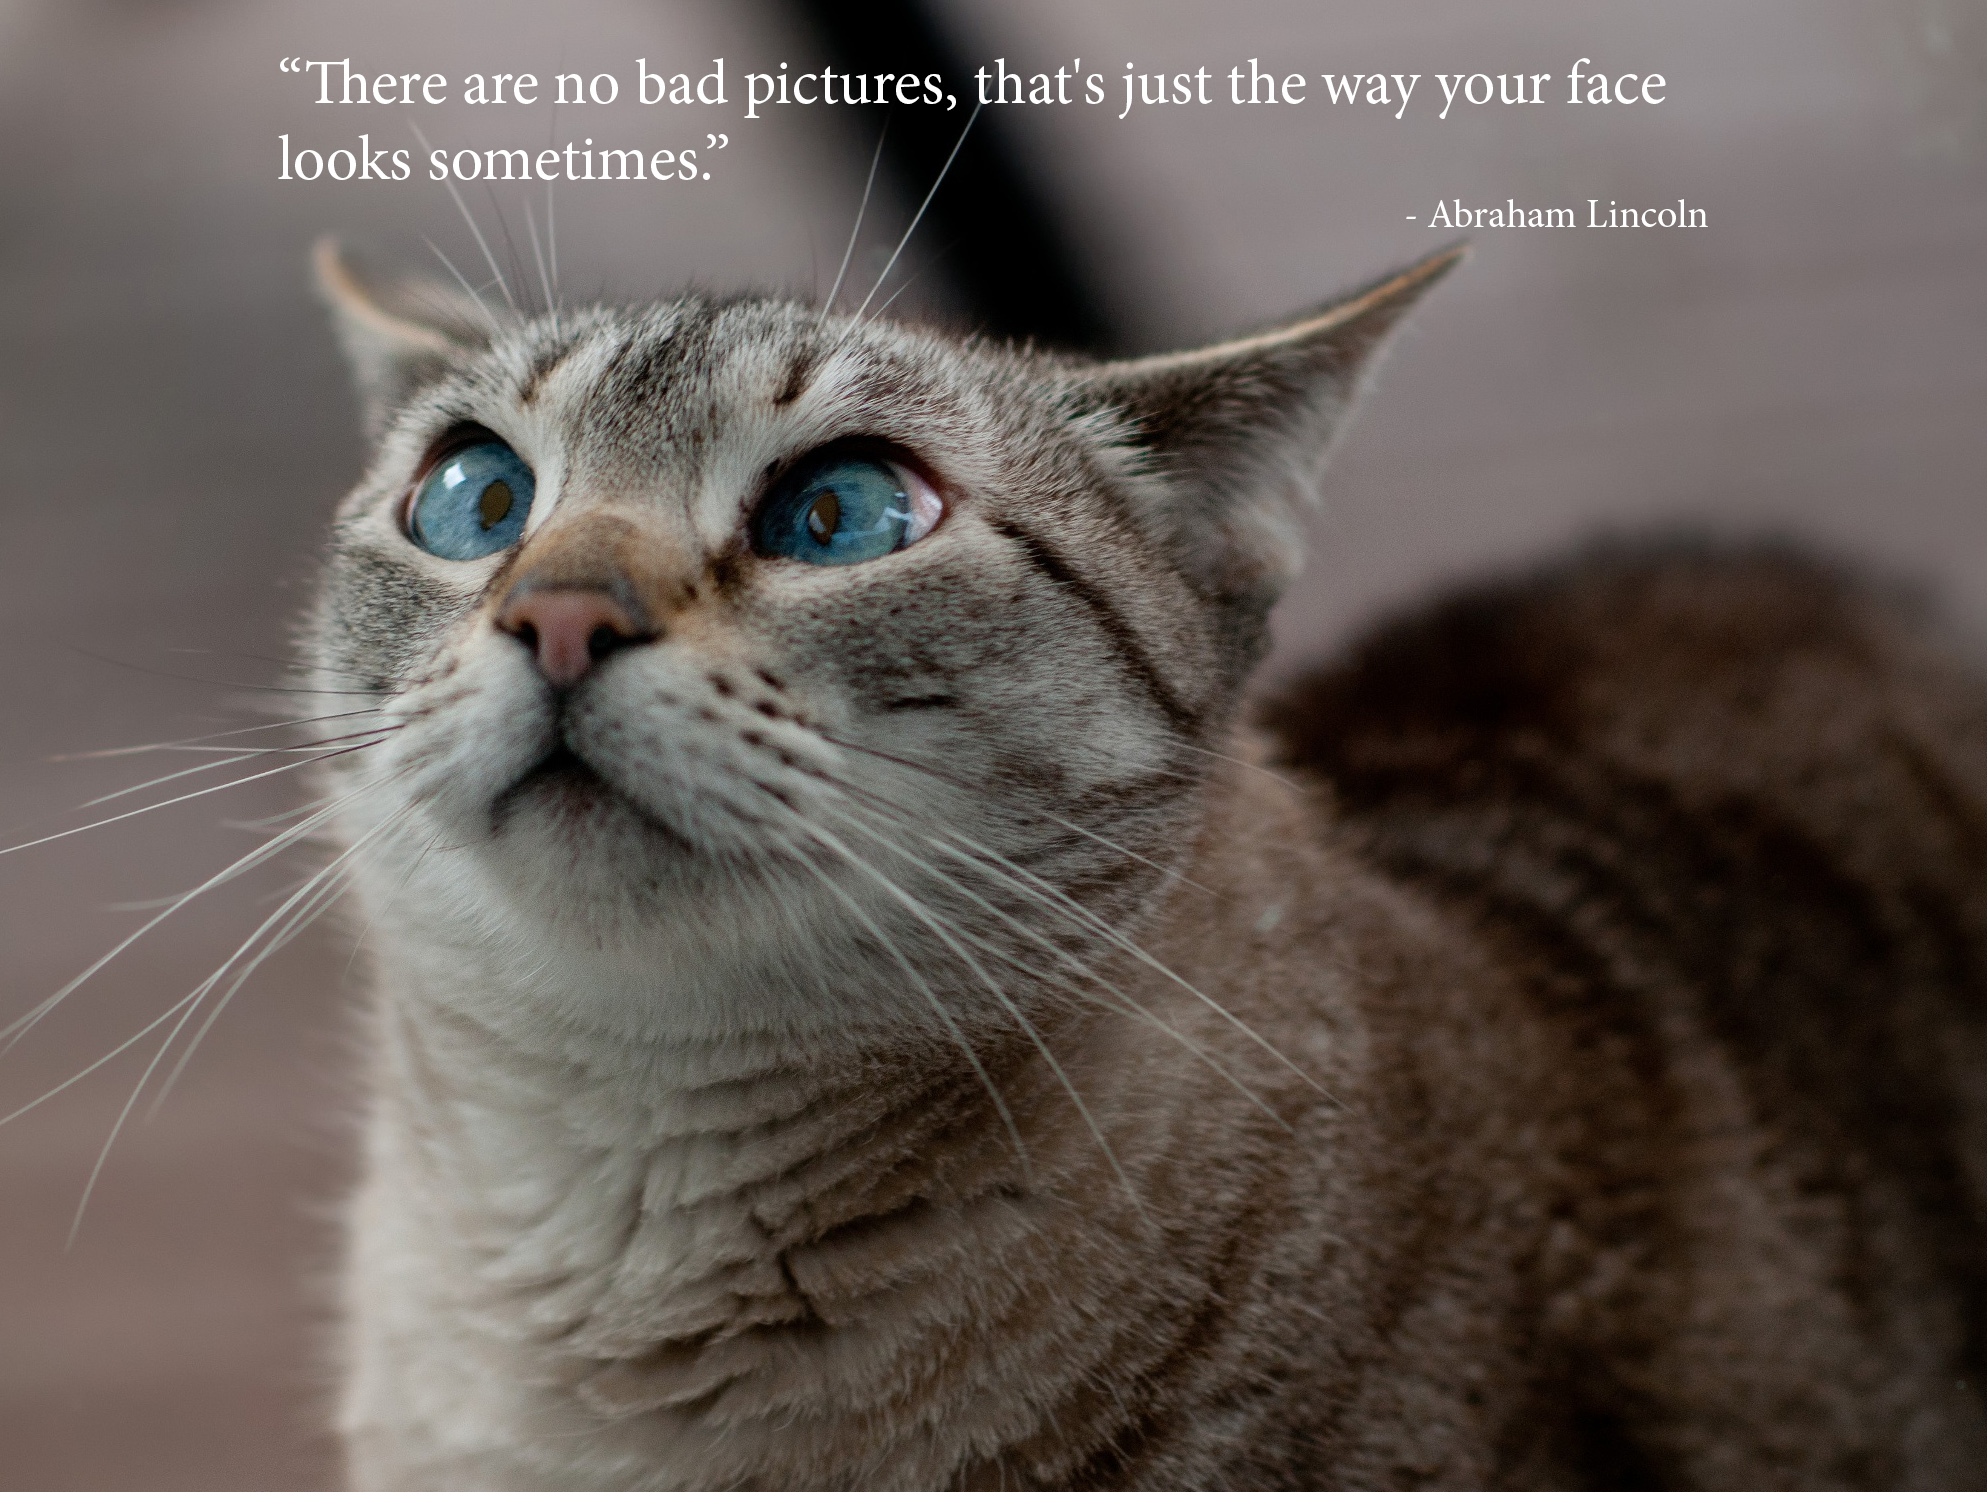 “There are no bad pictures, that's just the way your face
looks sometimes.”
- Abraham Lincoln